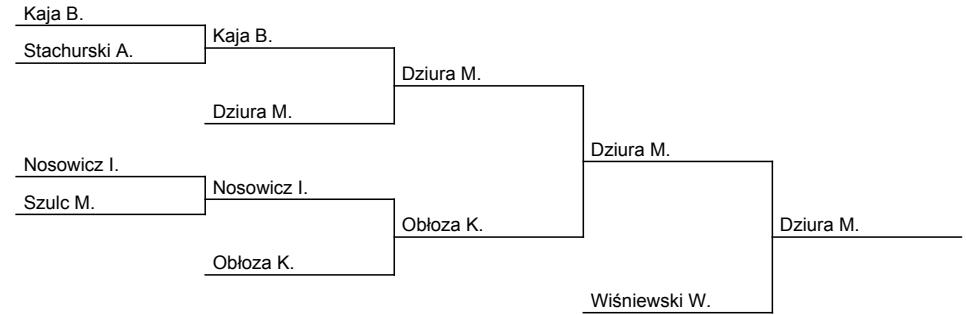 Kaja B.
Stachurski A.
Kaja B.
Dziura M.
Dziura M.
Nosowicz I.
Szulc M.
Nosowicz I.
Obłoza K.
Obłoza K.
Dziura M.
Wiśniewski W.
Dziura M.